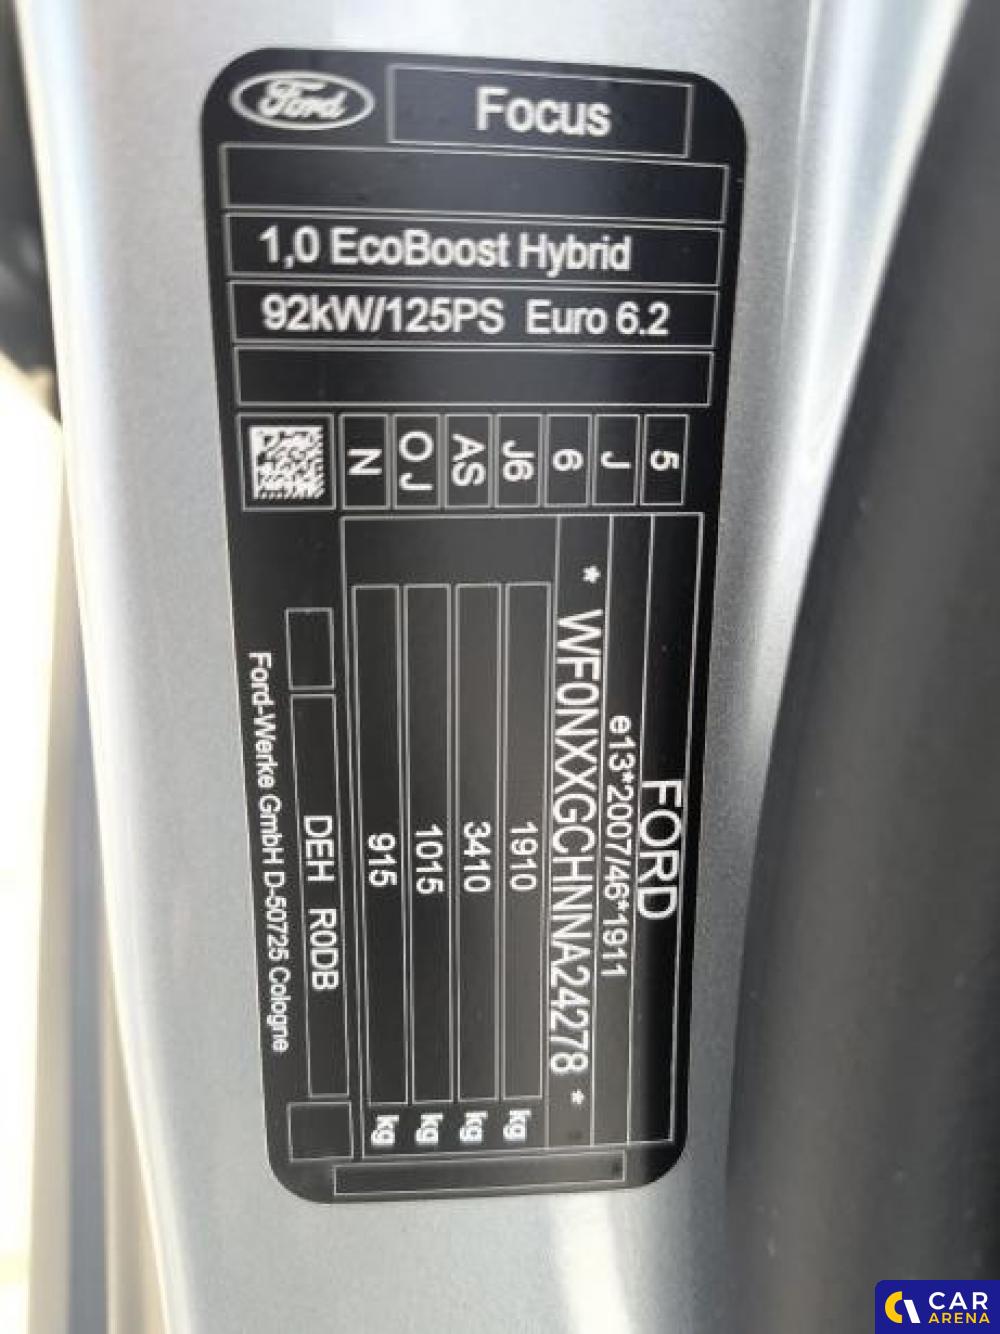 Ford
Focus
1,0 EcoBoost Hybrid
92kW/125PS Euro 6.2
5
J
6
J6
AS
O J
N
FORD
e13*2007/46*1911
* WF0NXXGCHNNA24278 *
1910 kg
3410 kg
1015 kg
915 kg
DEH R0DB
Ford-Werke GmbH D-50725 Cologne
CAR
ARENA